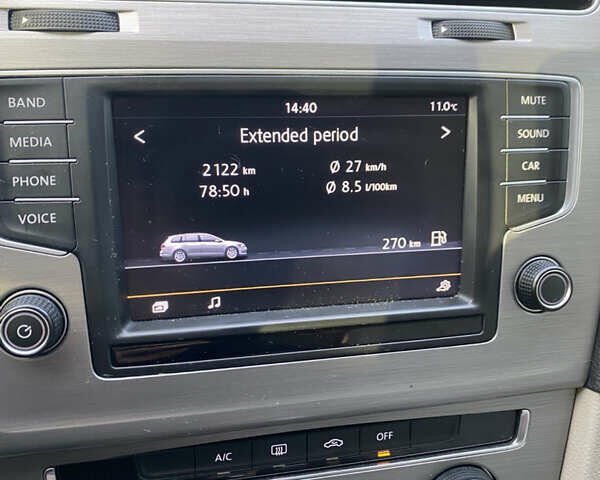 BAND
MEDIA
PHONE
VOICE
14:40 11.0°C
< Extended period >
2122 km Ø 27 km/h
78:50 h Ø 8.5 l/100km
270 km
MUTE
SOUND
CAR
MENU
A/C OFF